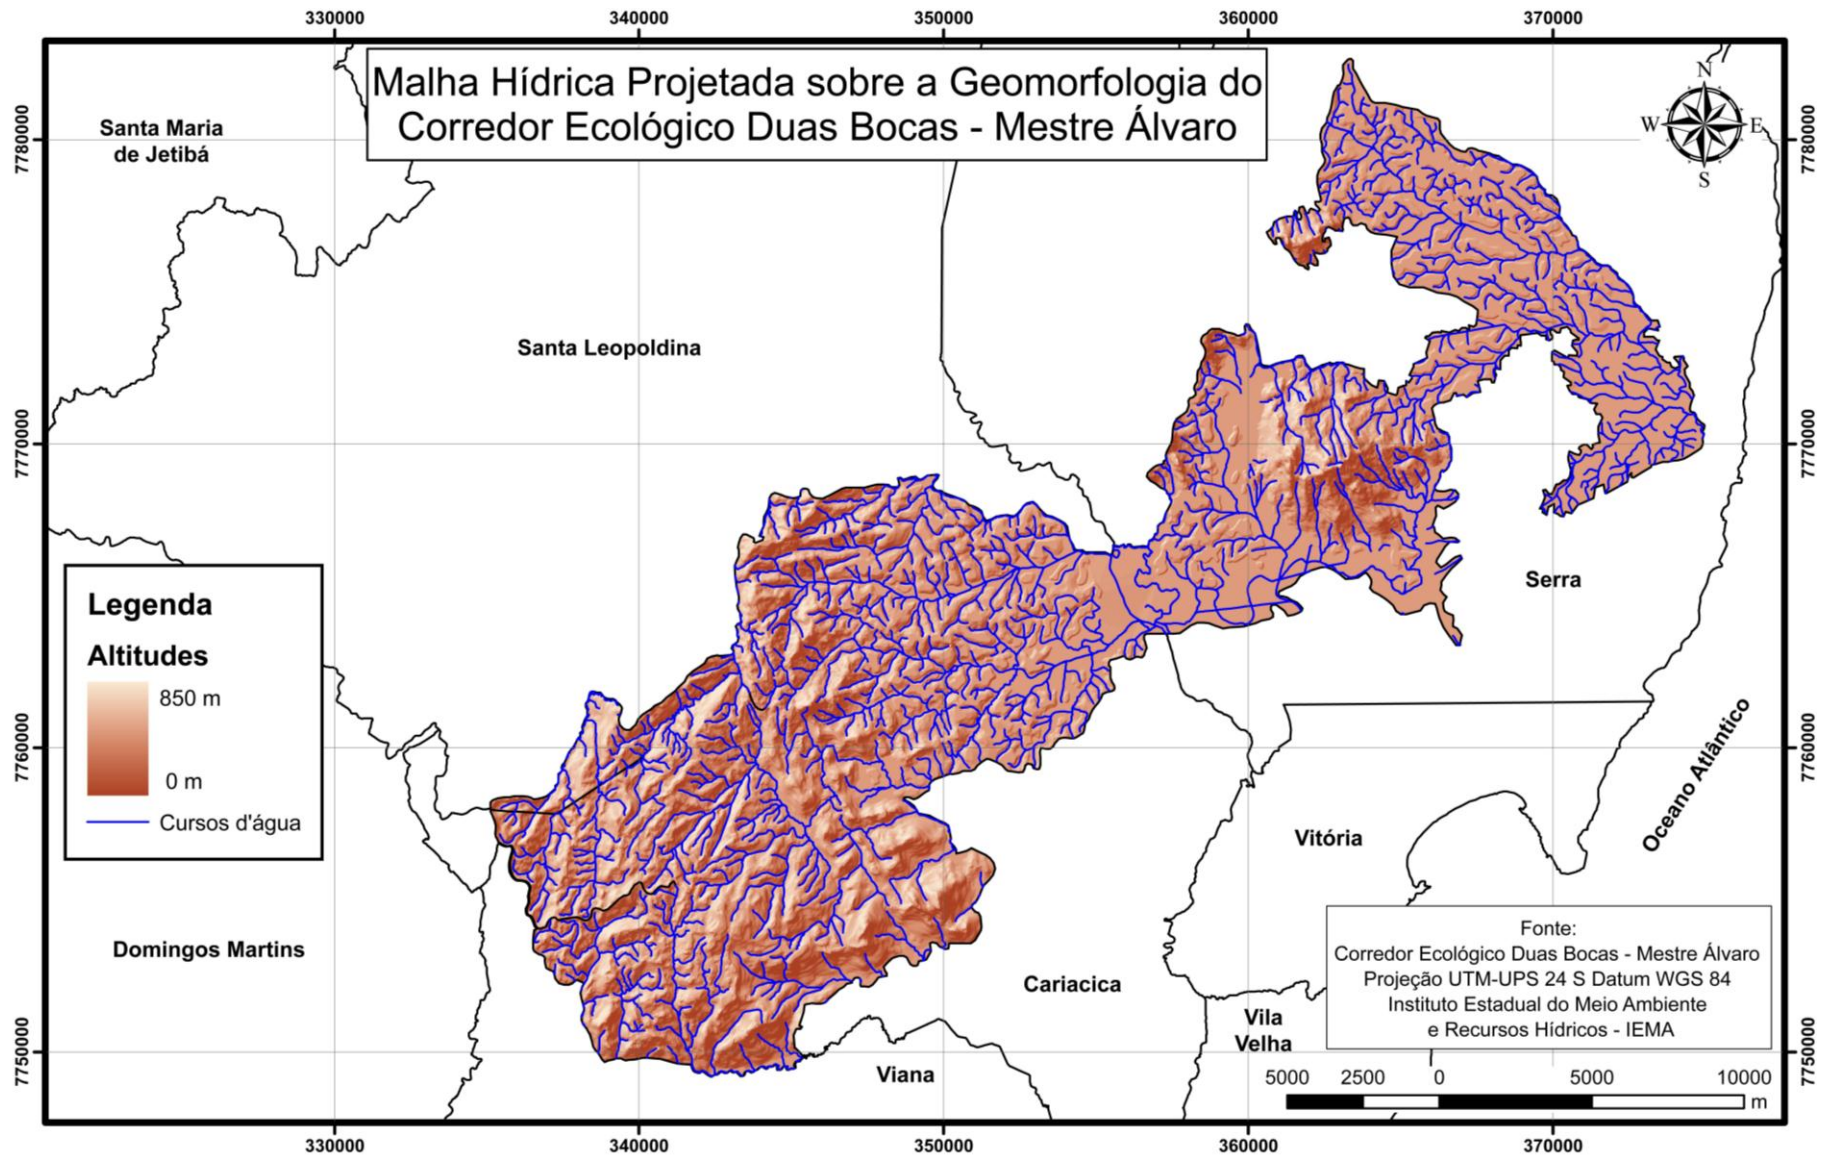 330000 340000 350000 360000 370000
Malha Hídrica Projetada sobre a Geomorfologia do
Corredor Ecológico Duas Bocas - Mestre Álvaro
N
W E
S
7780000 7780000
Santa Maria
de Jetibá
Santa Leopoldina
7770000 7770000
Serra
Legenda
Altitudes
850 m
0 m
Cursos d'água
7760000 7760000
Oceano Atlântico
Vitória
Domingos Martins
Cariacica
Fonte:
Corredor Ecológico Duas Bocas - Mestre Álvaro
Projeção UTM-UPS 24 S Datum WGS 84
Instituto Estadual do Meio Ambiente
e Recursos Hídricos - IEMA
Vila
Velha
7750000 7750000
Viana
5000 2500 0 5000 10000
m
330000 340000 350000 360000 370000